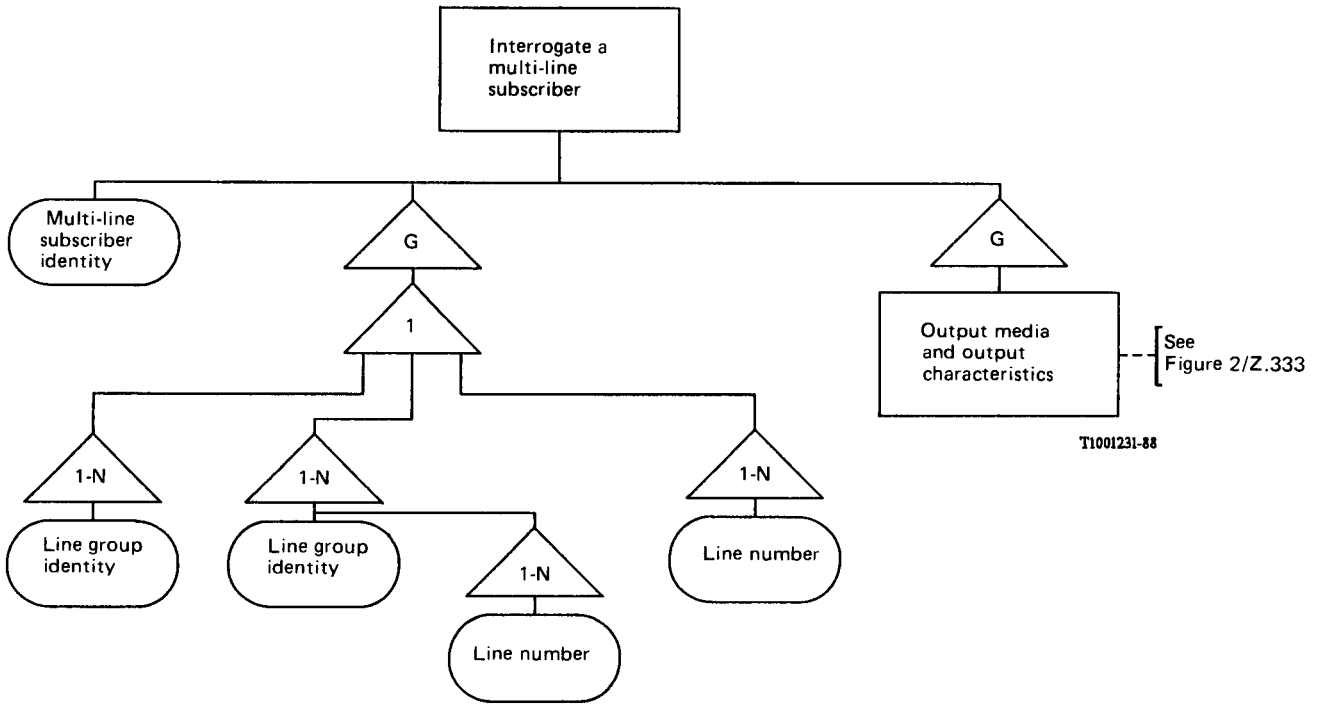 Interrogate a
multi-line
subscriber
Multi-line
subscriber
identity
G
G
1
Output media
and output
characteristics
See
Figure 2/Z.333
T1001231-88
1-N
1-N
1-N
Line group
identity
Line group
identity
Line number
1-N
Line number